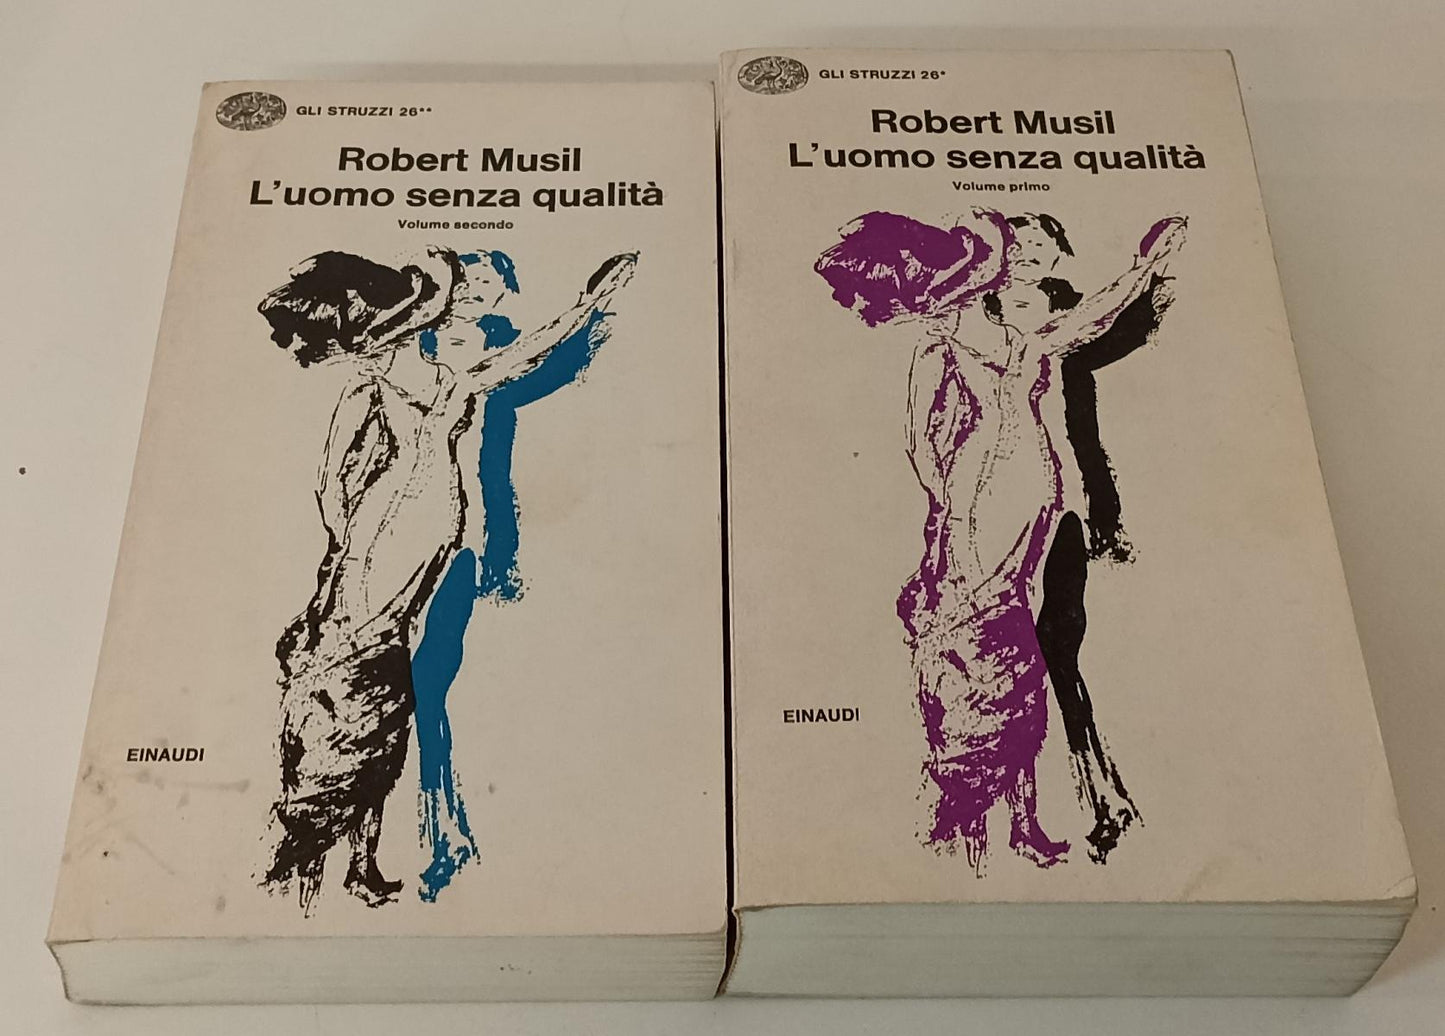 GLI STRUZZI 26**
Robert Musil
L'uomo senza qualità
Volume secondo
EINAUDI
GLI STRUZZI 26*
Robert Musil
L'uomo senza qualità
Volume primo
EINAUDI